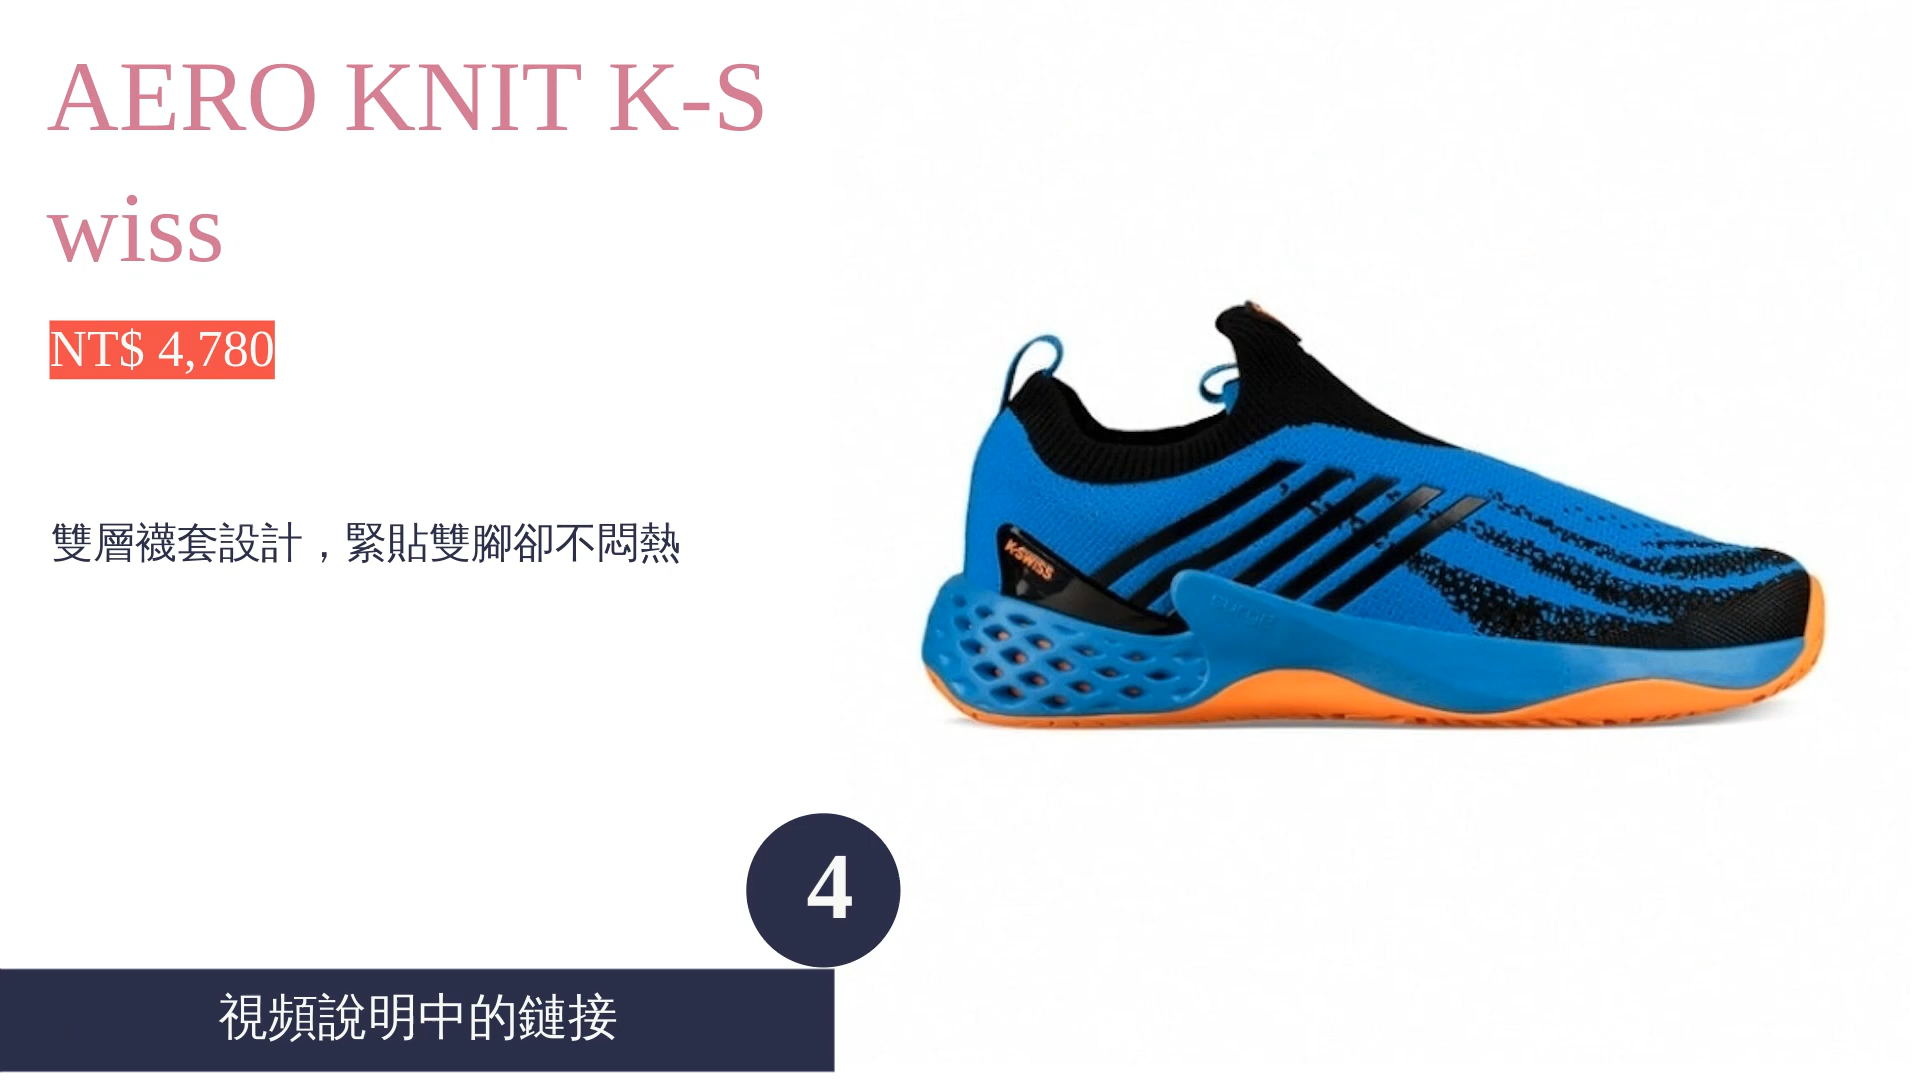 AERO KNIT K-S
wiss
NT$ 4,780
雙層襪套設計，緊貼雙腳卻不悶熱
K·SWISS
4
視頻說明中的鏈接